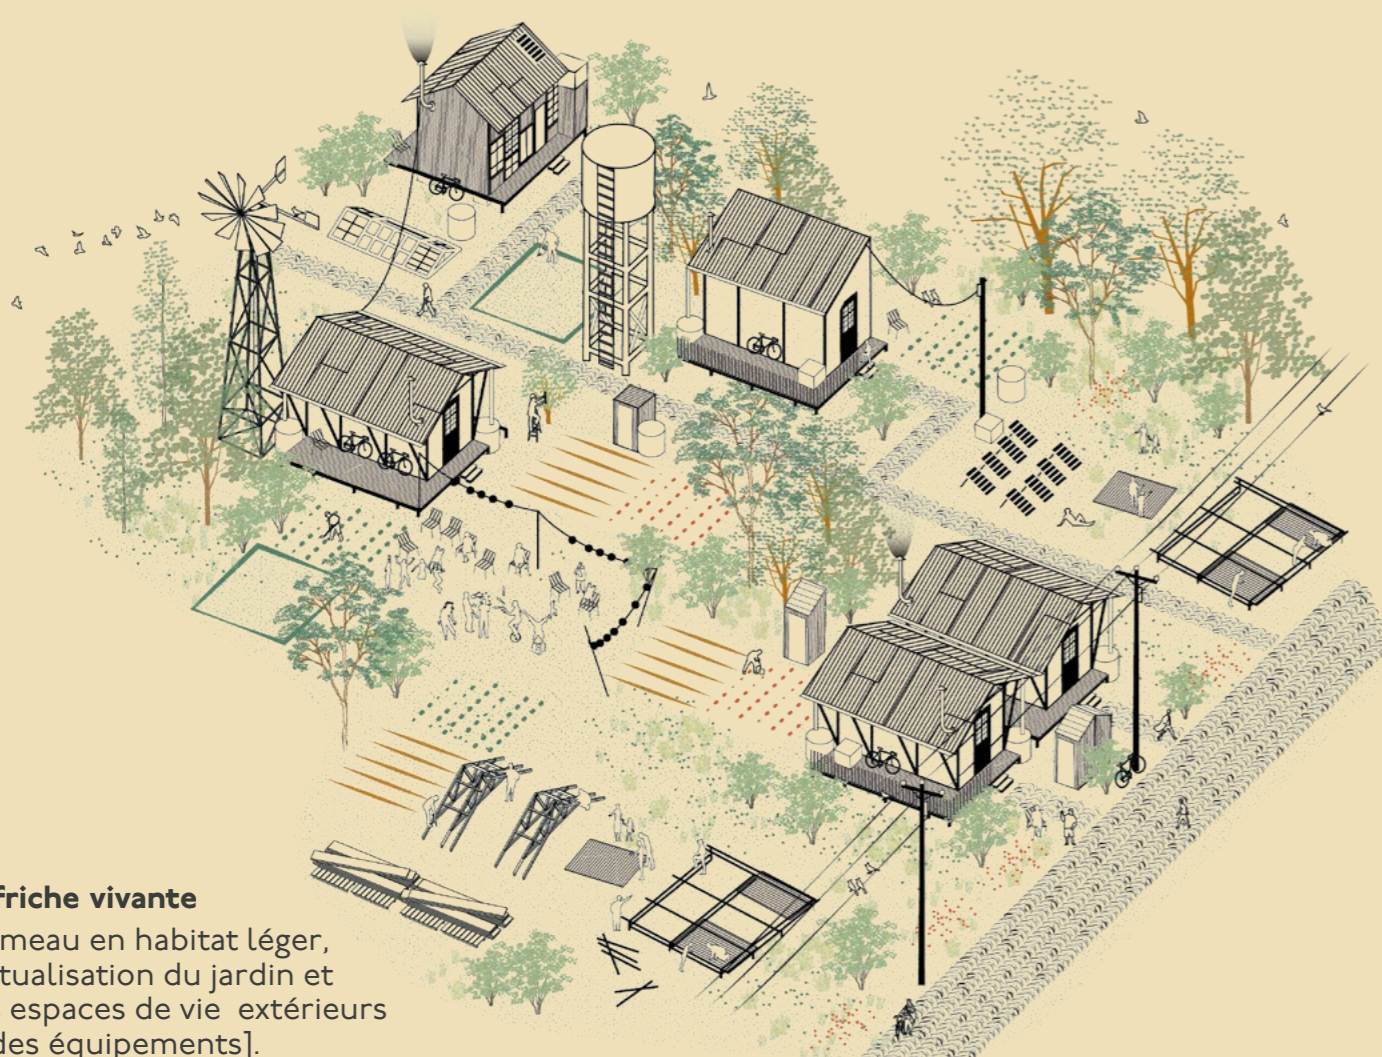 friche vivante
meau en habitat léger,
tualisation du jardin et
espaces de vie extérieurs
des équipements].